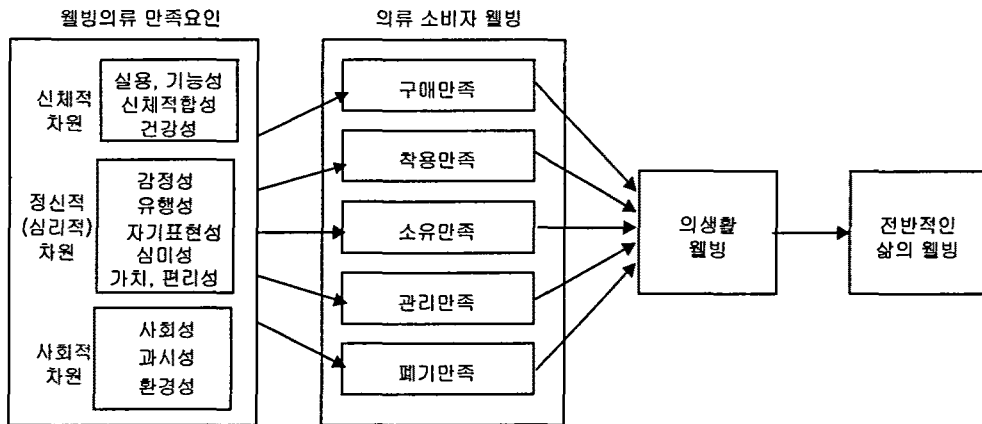 웰빙의류 만족요인
신체적
차원
실용, 기능성
신체적합성
건강성
정신적
(심리적)
차원
감정성
유행성
자기표현성
심미성
가치, 편리성
사회적
차원
사회성
과시성
환경성
의류 소비자 웰빙
구매만족
착용만족
소유만족
관리만족
폐기만족
의생활
웰빙
전반적인
삶의 웰빙